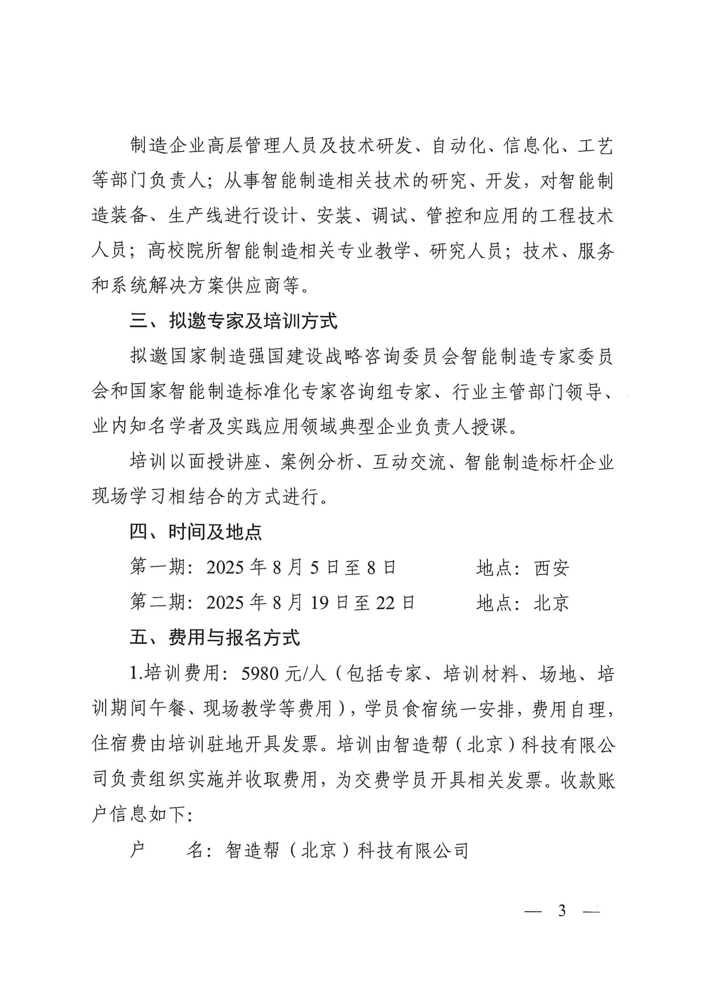 制造企业高层管理人员及技术研发、自动化、信息化、工艺
等部门负责人；从事智能制造相关技术的研究、开发，对智能制
造装备、生产线进行设计、安装、调试、管控和应用的工程技术
人员；高校院所智能制造相关专业教学、研究人员；技术、服务
和系统解决方案供应商等。
三、拟邀专家及培训方式
拟邀国家制造强国建设战略咨询委员会智能制造专家委员
会和国家智能制造标准化专家咨询组专家、行业主管部门领导、
业内知名学者及实践应用领域典型企业负责人授课。
培训以面授讲座、案例分析、互动交流、智能制造标杆企业
现场学习相结合的方式进行。
四、时间及地点
第一期：2025 年 8 月 5 日至 8 日 地点：西安
第二期：2025 年 8 月 19 日至 22 日 地点：北京
五、费用与报名方式
1.培训费用：5980 元/人（包括专家、培训材料、场地、培
训期间午餐、现场教学等费用），学员食宿统一安排，费用自理，
住宿费由培训驻地开具发票。培训由智造帮（北京）科技有限公
司负责组织实施并收取费用，为交费学员开具相关发票。收款账
户信息如下：
户 名：智造帮（北京）科技有限公司
— 3 —